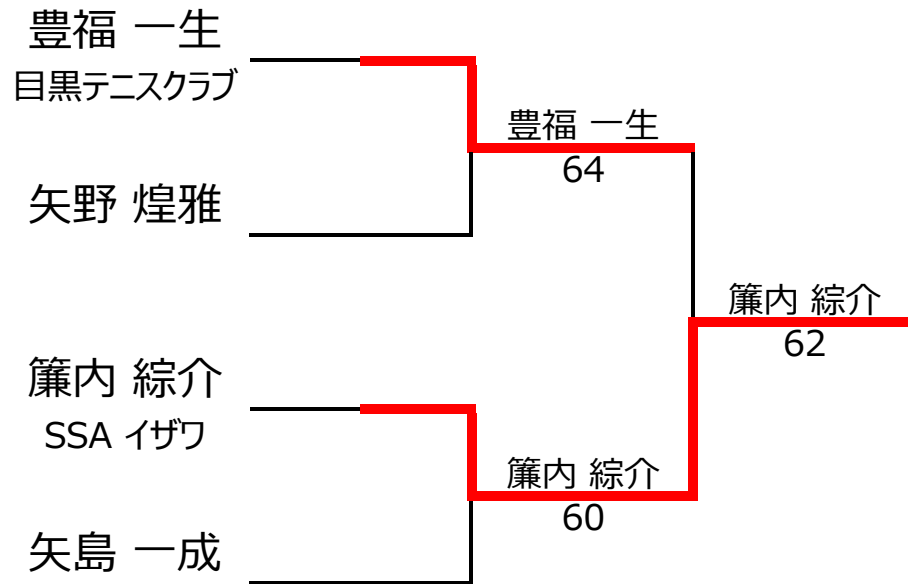 豊福 一生
目黒テニスクラブ
豊福 一生
64
矢野 煌雅
簾内 綜介
62
簾内 綜介
SSA イザワ
簾内 綜介
60
矢島 一成